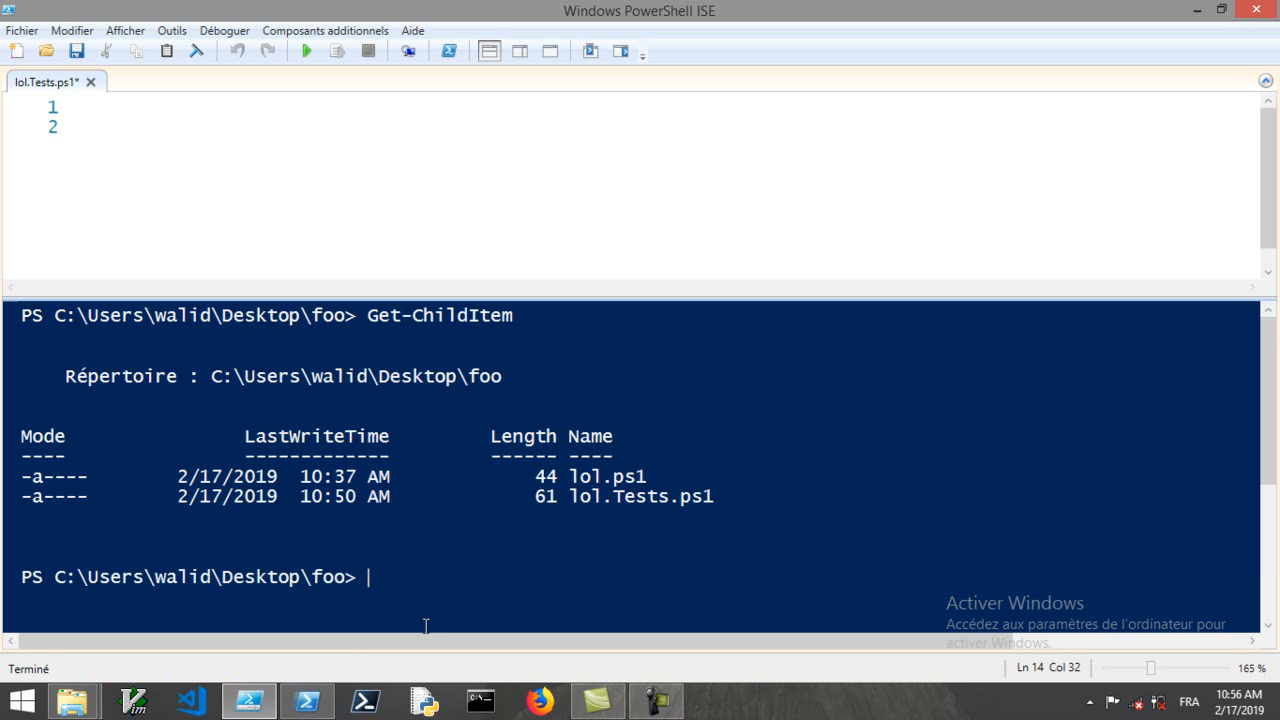 Windows PowerShell ISE
Fichier Modifier Afficher Outils Déboguer Composants additionnels Aide
lol.Tests.ps1*
1
2
PS C:\Users\walid\Desktop\foo> Get-ChildItem
Répertoire : C:\Users\walid\Desktop\foo
Mode LastWriteTime Length Name
---- ------------- ------ ----
-a---- 2/17/2019 10:37 AM 44 lol.ps1
-a---- 2/17/2019 10:50 AM 61 lol.Tests.ps1
PS C:\Users\walid\Desktop\foo>
Activer Windows
Accédez aux paramètres de l'ordinateur pour
activer Windows.
Terminé Ln 14 Col 32 165 %
FRA 10:56 AM
2/17/2019